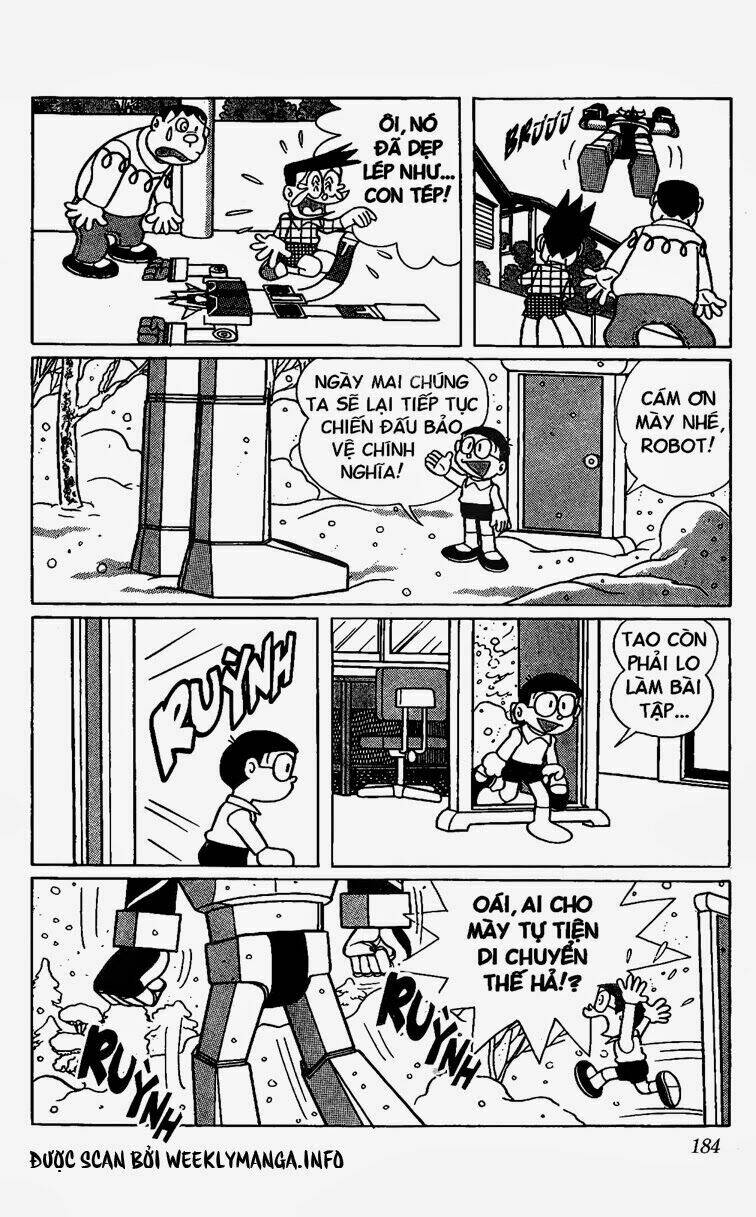 BRỪỪỪ
ÔI, NÓ
ĐÃ DẸP
LÉP NHƯ...
CON TÉP!
CÁM ƠN
MÀY NHÉ,
ROBOT!
NGÀY MAI CHÚNG
TA SẼ LẠI TIẾP TỤC
CHIẾN ĐẤU BẢO
VỆ CHÍNH
NGHĨA!
TAO CÒN
PHẢI LO
LÀM BÀI
TẬP...
RUỲNH
OÁI, AI CHO
MÀY TỰ TIỆN
DI CHUYỂN
THẾ HẢ!?
RUỲNH
RUỲNH
184
ĐƯỢC SCAN BỞI WEEKLYMANGA.INFO